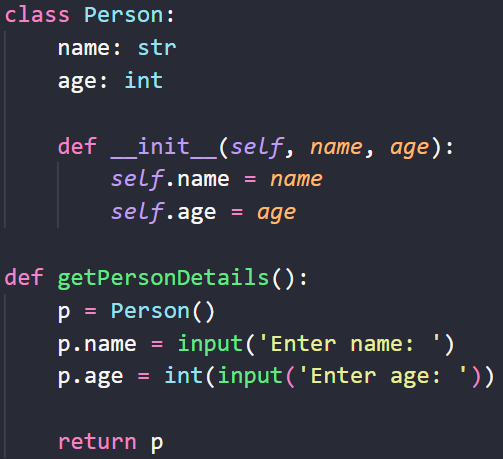 class Person:
    name: str
    age: int

    def __init__(self, name, age):
        self.name = name
        self.age = age

def getPersonDetails():
    p = Person()
    p.name = input('Enter name: ')
    p.age = int(input('Enter age: '))

    return p